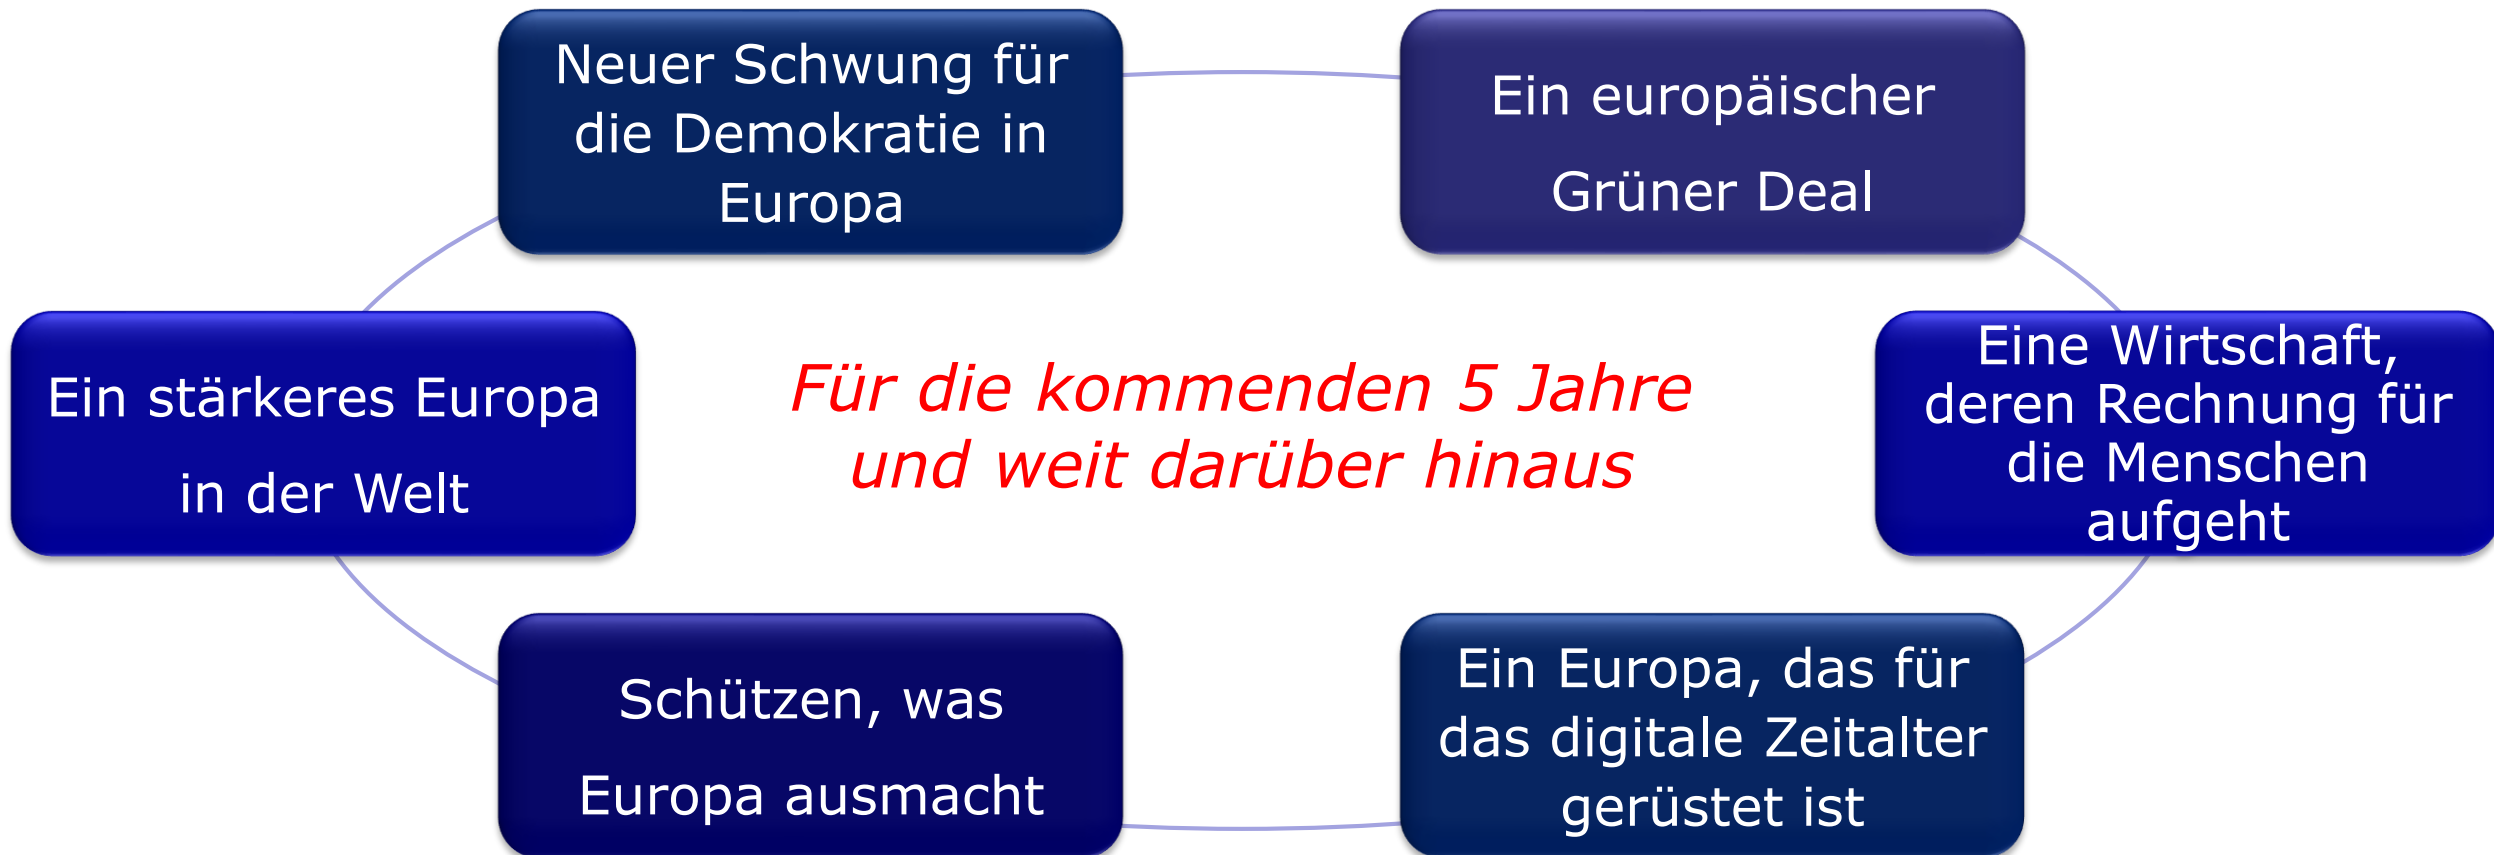 Neuer Schwung für
die Demokratie in
Europa
Ein europäischer
Grüner Deal
Ein stärkeres Europa
in der Welt
Für die kommenden 5 Jahre
und weit darüber hinaus
Eine Wirtschaft,
deren Rechnung für
die Menschen
aufgeht
Schützen, was
Europa ausmacht
Ein Europa, das für
das digitale Zeitalter
gerüstet ist